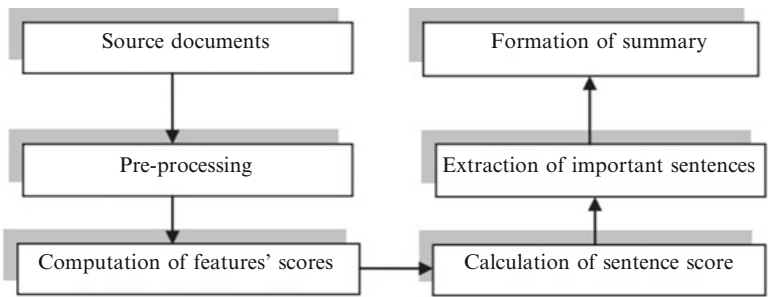 Source documents
Pre-processing
Computation of features’ scores
Calculation of sentence score
Extraction of important sentences
Formation of summary